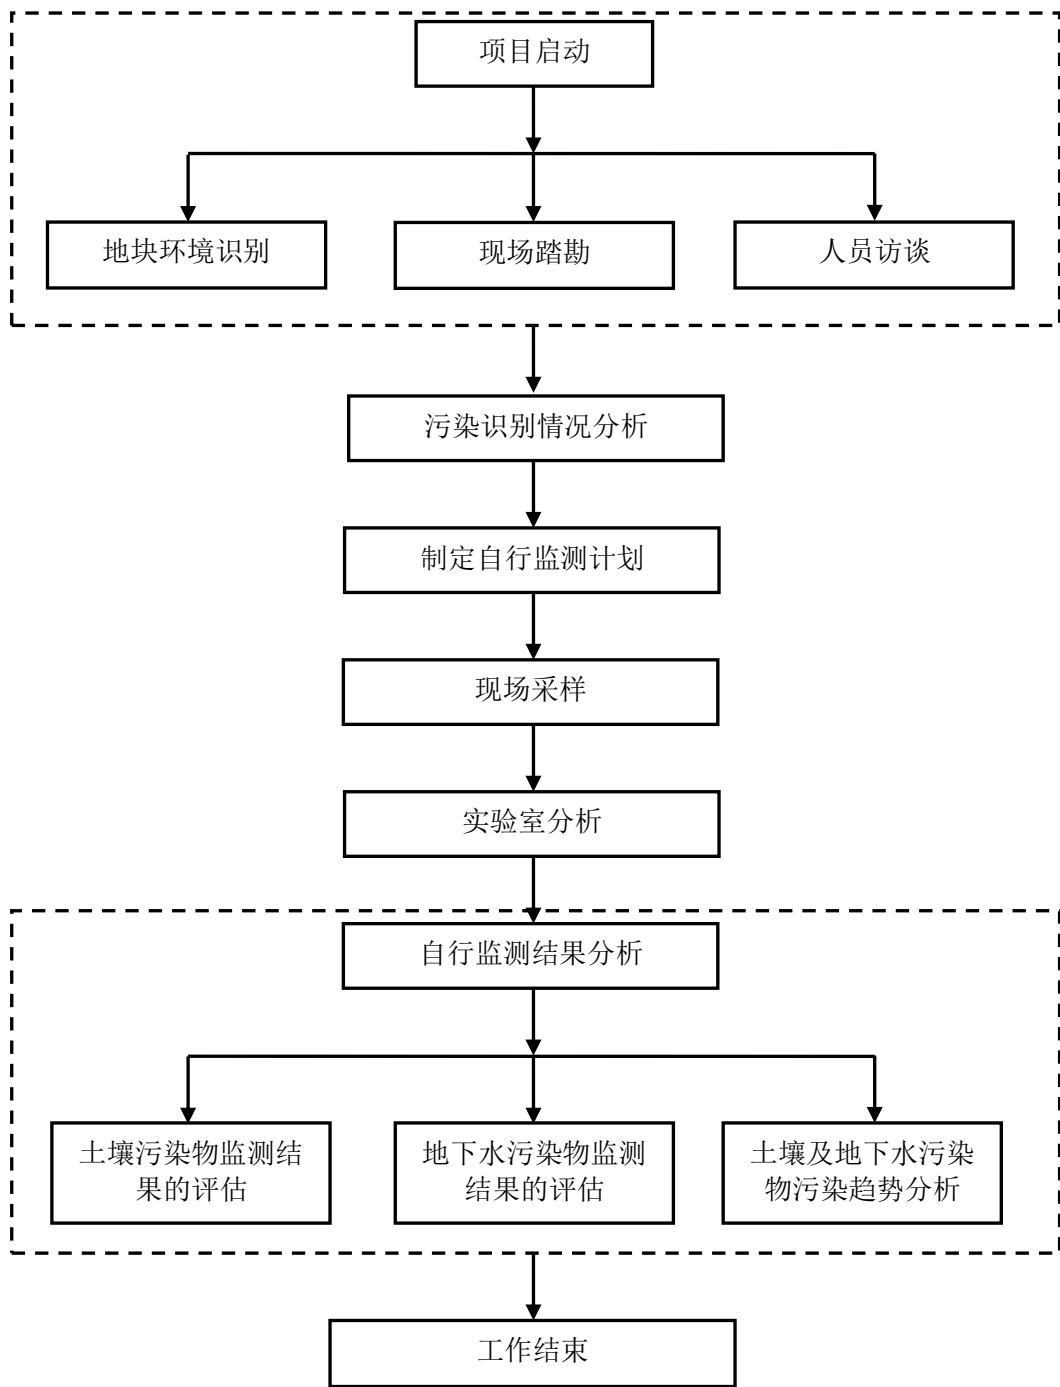 项目启动
地块环境识别
现场踏勘
人员访谈
污染识别情况分析
制定自行监测计划
现场采样
实验室分析
自行监测结果分析
土壤污染物监测结
果的评估
地下水污染物监测
结果的评估
土壤及地下水污染
物污染趋势分析
工作结束